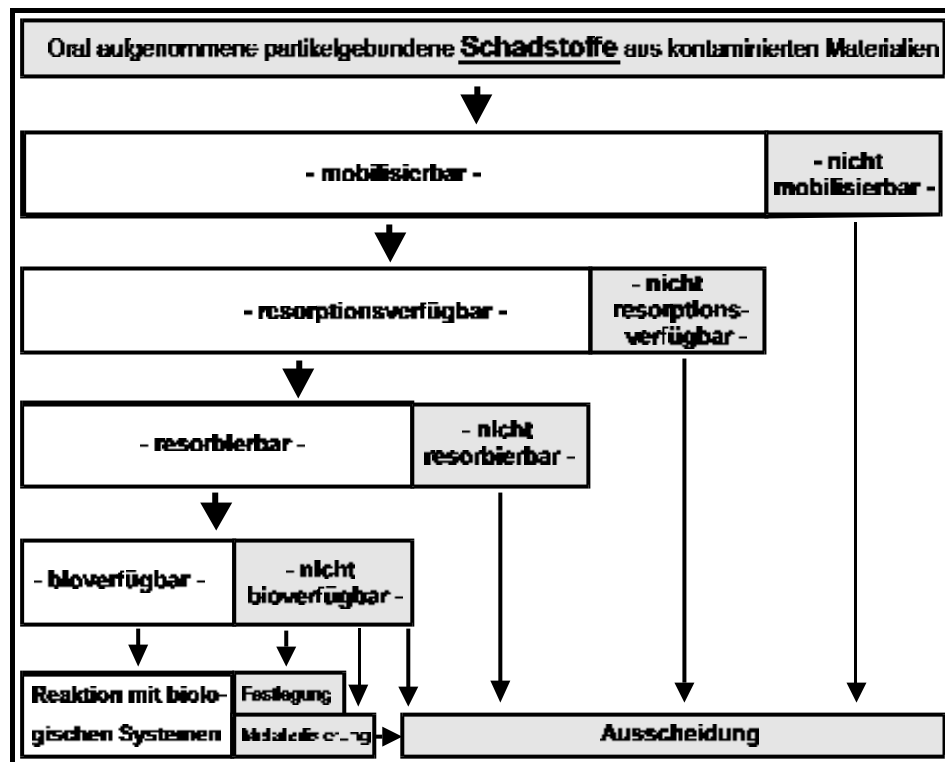 Oral aufgenommene partikelgebundene Schadstoffe aus kontaminierten Materialien
- mobilisierbar -
- nicht
mobilisierbar -
- resorptionsverfügbar -
- nicht
resorptions-
verfügbar -
- resorbierbar -
- nicht
resorbierbar -
- bioverfügbar -
- nicht
bioverfügbar -
Reaktion mit biolo-
gischen Systemen
Festlegung
Metabolisierung
Ausscheidung